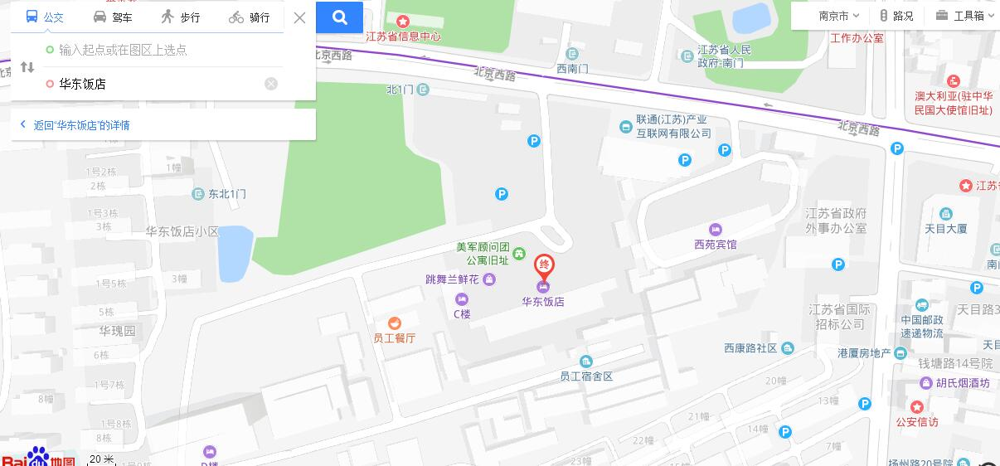 公交
驾车
步行
骑行
输入起点或在图区上选点
华东饭店
返回“华东饭店”的详情
南京市
路况
工具箱
江苏省信息中心
北京西路
北京西路
北京西路
西南门
江苏省人民
政府-南门
工作办公室
澳大利亚(驻中华
民国大使馆旧址)
北1门
联通(江苏)产业
互联网有限公司
1号2栋
2栋
1幢
东北1门
1号3栋
3栋
华东饭店小区
江苏省政府
外事办公室
天目大厦
西苑宾馆
美军顾问团
公寓旧址
终
跳舞兰鲜花
华东饭店
C楼
1号5栋
3幢
5栋
华瑰园
6栋
员工餐厅
江苏省国际
招标公司
中国邮政
速递物流
天目路3
西康路社区
港厦房地产
钱塘路14号院
员工宿舍区
胡氏烟酒坊
1号7栋
8幢
20幢
13幢
公安信访
1号8栋
8栋
21幢
14幢
22幢
7幢
23幢
扬州路20号院
D楼
Bai du 地图
20 米
P
P
P
P
P
P
P
P
P